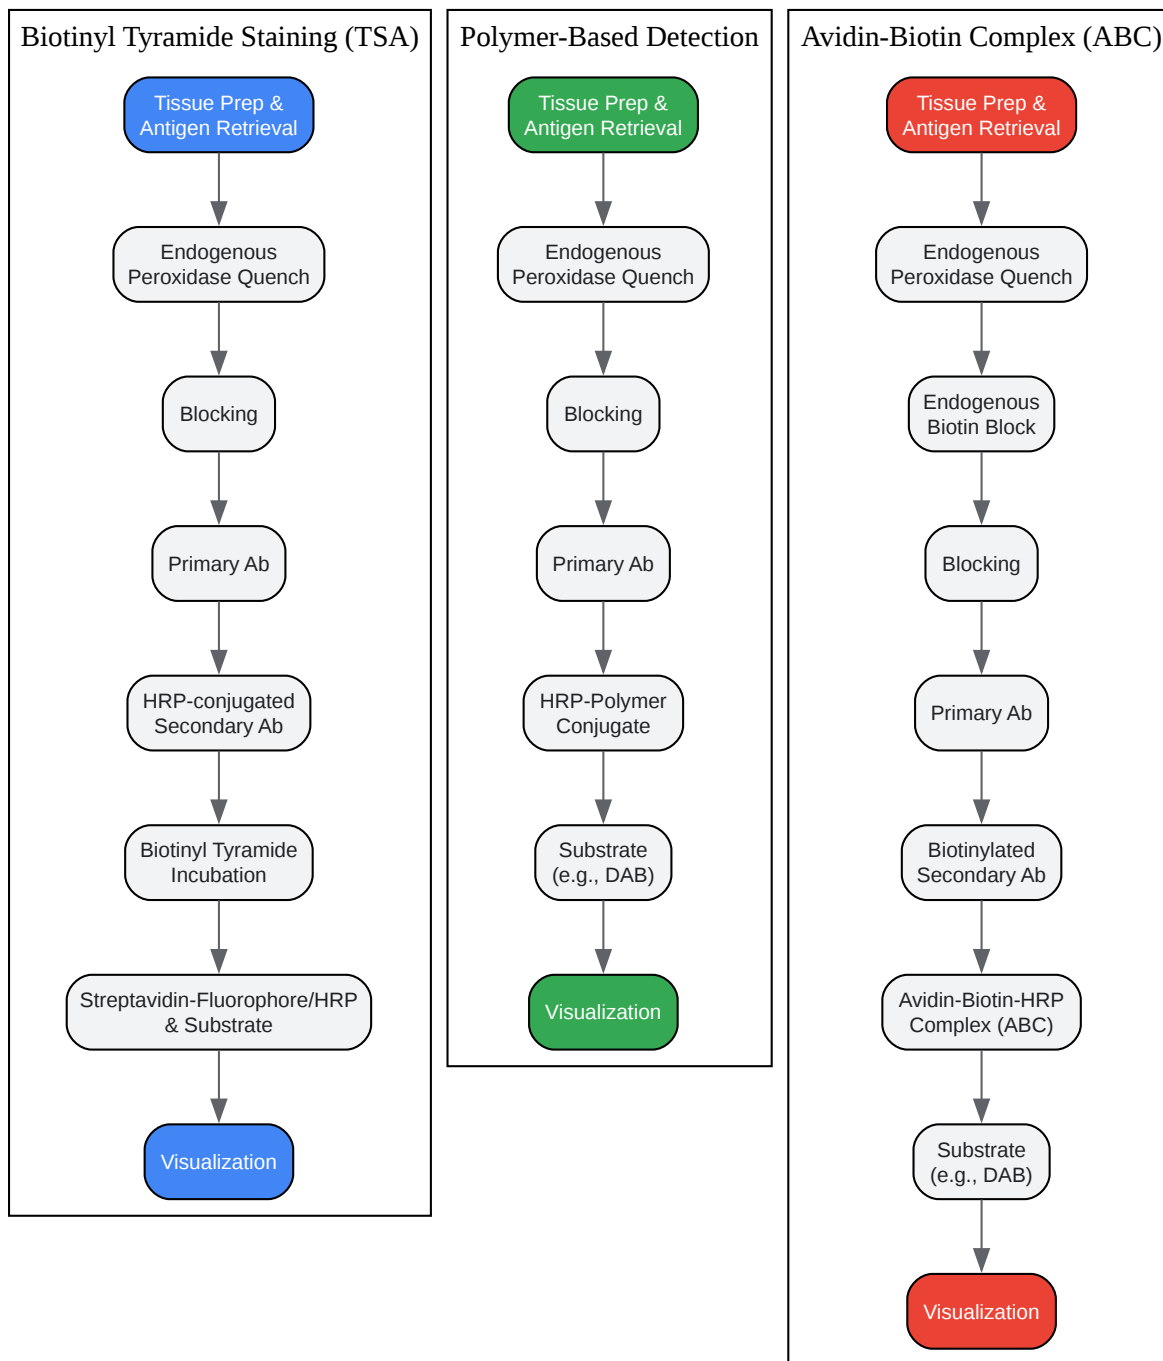 Biotinyl Tyramide Staining (TSA)
Tissue Prep &
Antigen Retrieval
Endogenous
Peroxidase Quench
Blocking
Primary Ab
HRP-conjugated
Secondary Ab
Biotinyl Tyramide
Incubation
Streptavidin-Fluorophore/HRP
& Substrate
Visualization
Polymer-Based Detection
Tissue Prep &
Antigen Retrieval
Endogenous
Peroxidase Quench
Blocking
Primary Ab
HRP-Polymer
Conjugate
Substrate
(e.g., DAB)
Visualization
Avidin-Biotin Complex (ABC)
Tissue Prep &
Antigen Retrieval
Endogenous
Peroxidase Quench
Endogenous
Biotin Block
Blocking
Primary Ab
Biotinylated
Secondary Ab
Avidin-Biotin-HRP
Complex (ABC)
Substrate
(e.g., DAB)
Visualization